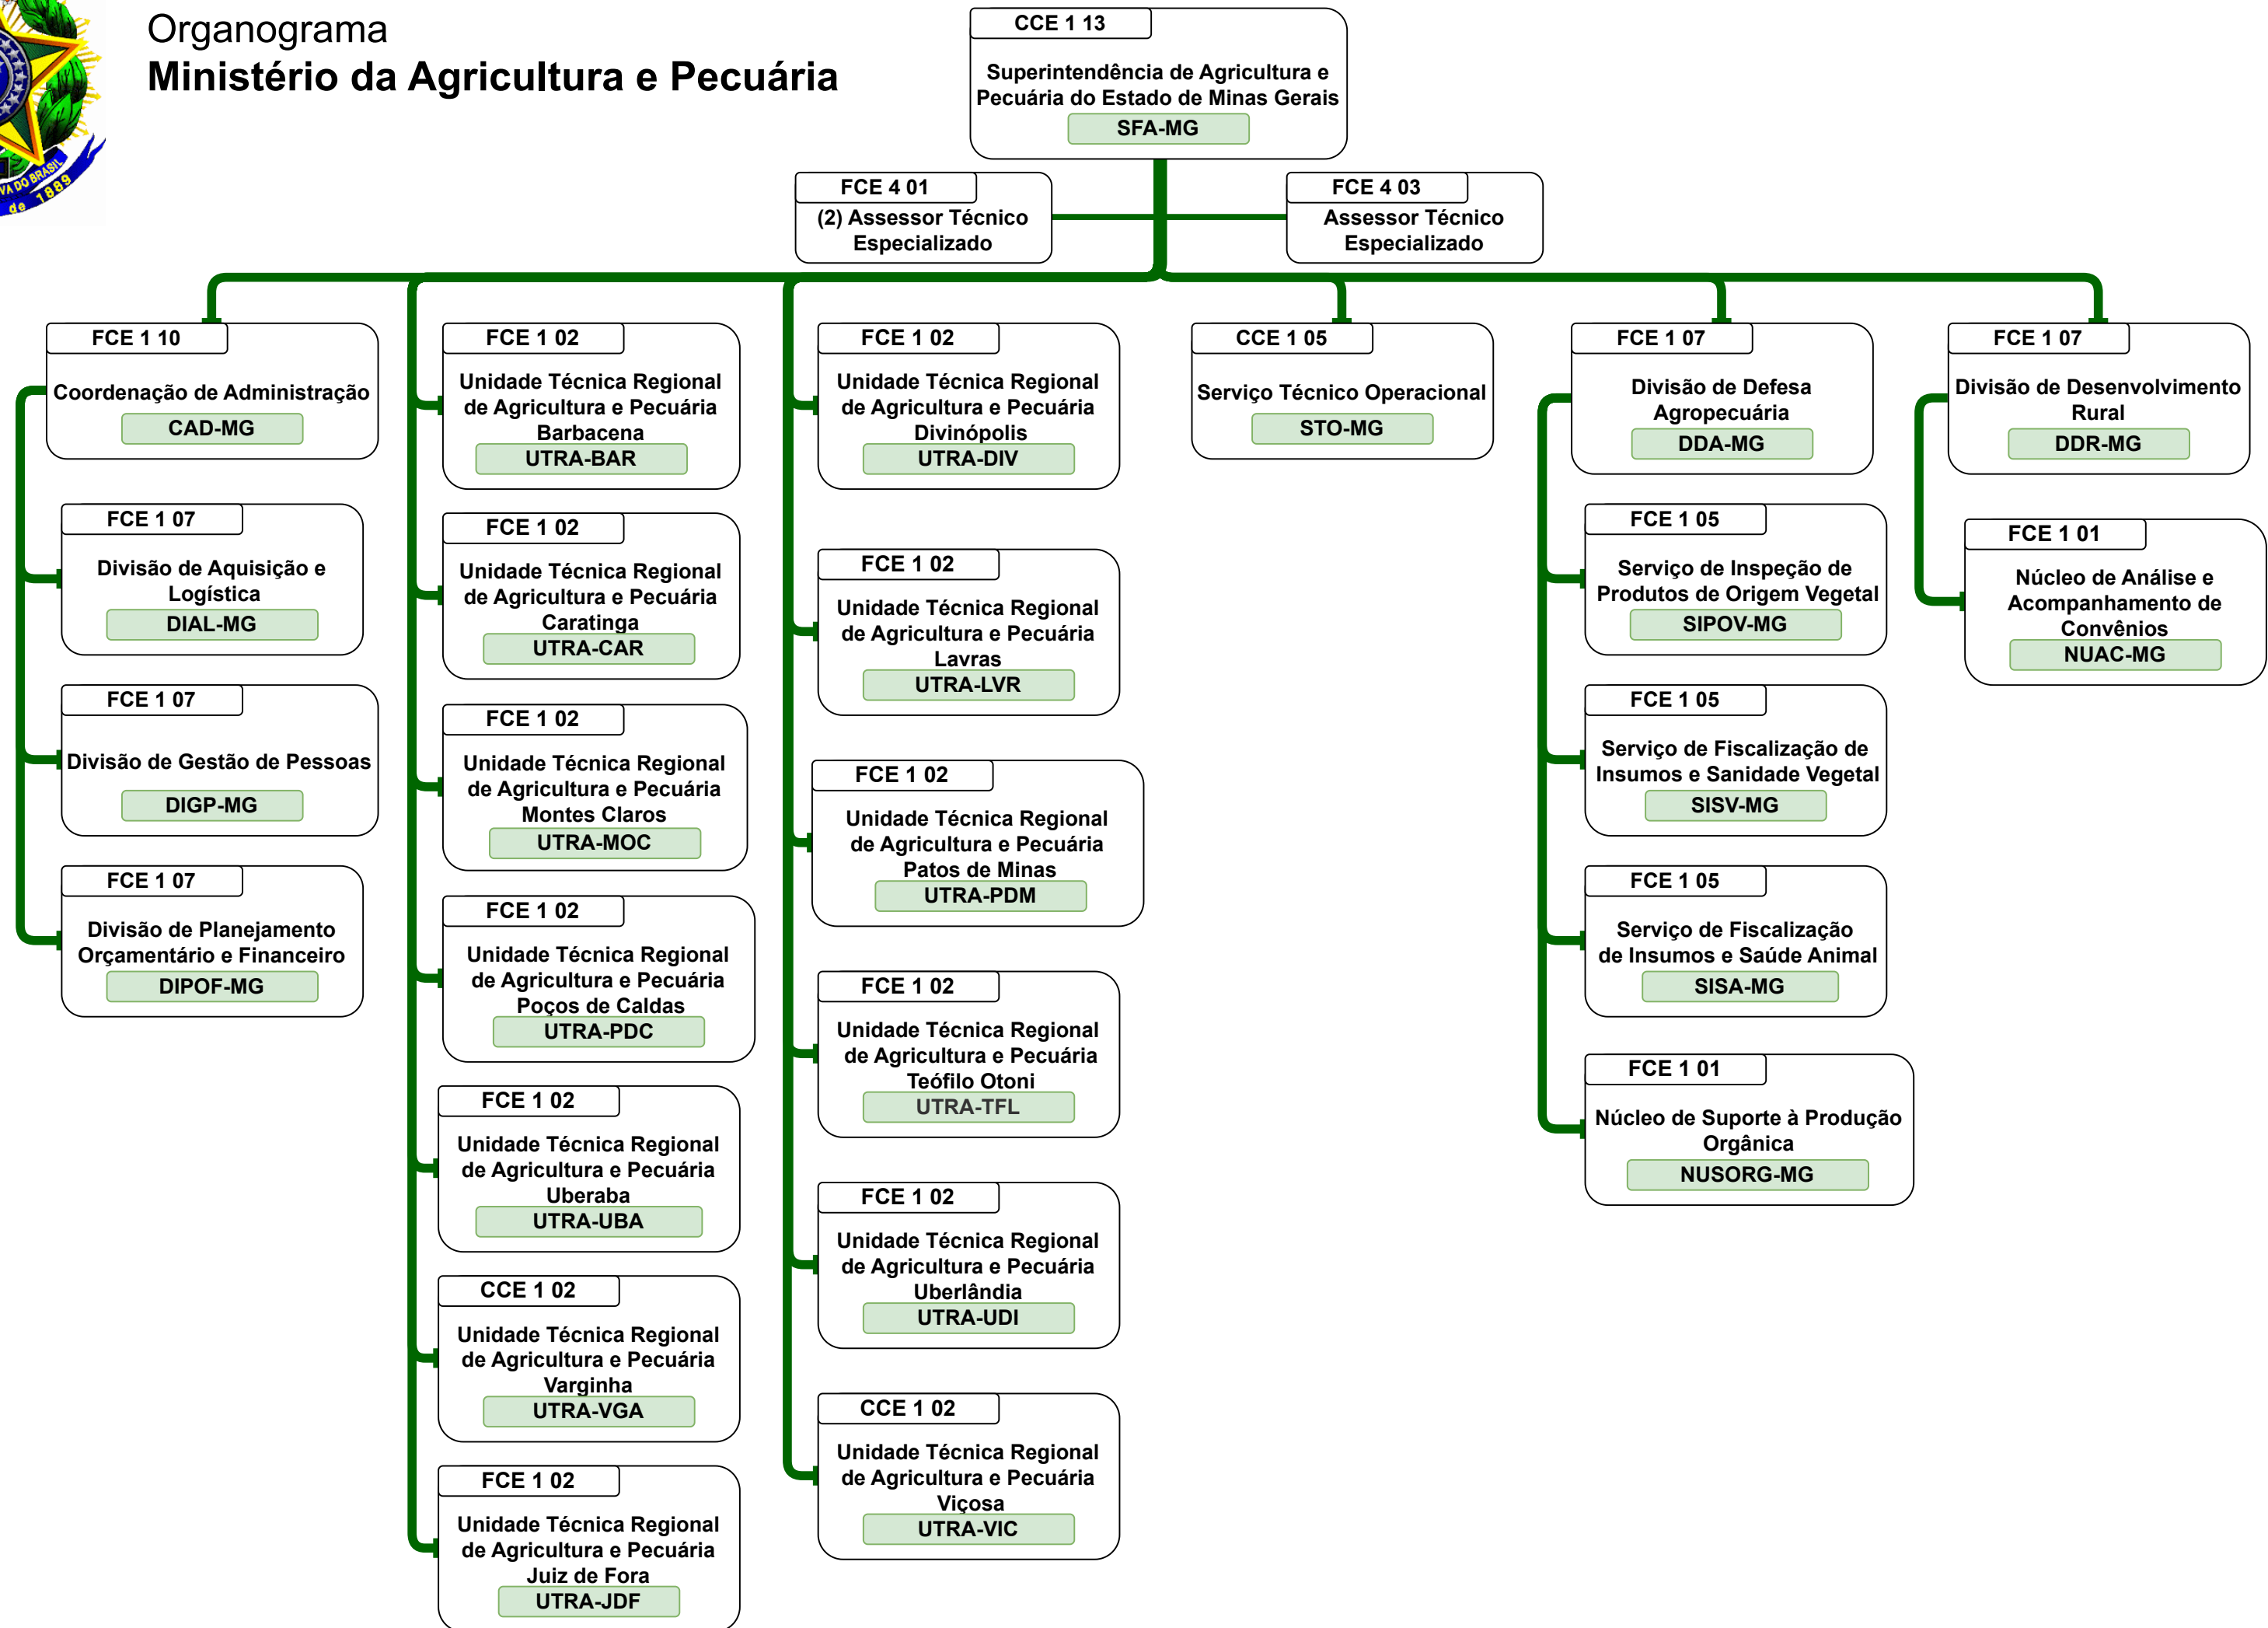 Organograma
Ministério da Agricultura e Pecuária
de 1889
CCE 1 13
Superintendência de Agricultura e
Pecuária do Estado de Minas Gerais
SFA-MG
FCE 4 01
(2) Assessor Técnico
Especializado
FCE 4 03
Assessor Técnico
Especializado
FCE 1 10
Coordenação de Administração
CAD-MG
FCE 1 07
Divisão de Aquisição e
Logística
DIAL-MG
FCE 1 07
Divisão de Gestão de Pessoas
DIGP-MG
FCE 1 07
Divisão de Planejamento
Orçamentário e Financeiro
DIPOF-MG
FCE 1 02
Unidade Técnica Regional
de Agricultura e Pecuária
Barbacena
UTRA-BAR
FCE 1 02
Unidade Técnica Regional
de Agricultura e Pecuária
Caratinga
UTRA-CAR
FCE 1 02
Unidade Técnica Regional
de Agricultura e Pecuária
Montes Claros
UTRA-MOC
FCE 1 02
Unidade Técnica Regional
de Agricultura e Pecuária
Poços de Caldas
UTRA-PDC
FCE 1 02
Unidade Técnica Regional
de Agricultura e Pecuária
Uberaba
UTRA-UBA
CCE 1 02
Unidade Técnica Regional
de Agricultura e Pecuária
Varginha
UTRA-VGA
FCE 1 02
Unidade Técnica Regional
de Agricultura e Pecuária
Juiz de Fora
UTRA-JDF
FCE 1 02
Unidade Técnica Regional
de Agricultura e Pecuária
Divinópolis
UTRA-DIV
FCE 1 02
Unidade Técnica Regional
de Agricultura e Pecuária
Lavras
UTRA-LVR
FCE 1 02
Unidade Técnica Regional
de Agricultura e Pecuária
Patos de Minas
UTRA-PDM
FCE 1 02
Unidade Técnica Regional
de Agricultura e Pecuária
Teófilo Otoni
UTRA-TFL
FCE 1 02
Unidade Técnica Regional
de Agricultura e Pecuária
Uberlândia
UTRA-UDI
CCE 1 02
Unidade Técnica Regional
de Agricultura e Pecuária
Viçosa
UTRA-VIC
CCE 1 05
Serviço Técnico Operacional
STO-MG
FCE 1 07
Divisão de Defesa
Agropecuária
DDA-MG
FCE 1 05
Serviço de Inspeção de
Produtos de Origem Vegetal
SIPOV-MG
FCE 1 05
Serviço de Fiscalização de
Insumos e Sanidade Vegetal
SISV-MG
FCE 1 05
Serviço de Fiscalização
de Insumos e Saúde Animal
SISA-MG
FCE 1 01
Núcleo de Suporte à Produção
Orgânica
NUSORG-MG
FCE 1 07
Divisão de Desenvolvimento
Rural
DDR-MG
FCE 1 01
Núcleo de Análise e
Acompanhamento de
Convênios
NUAC-MG